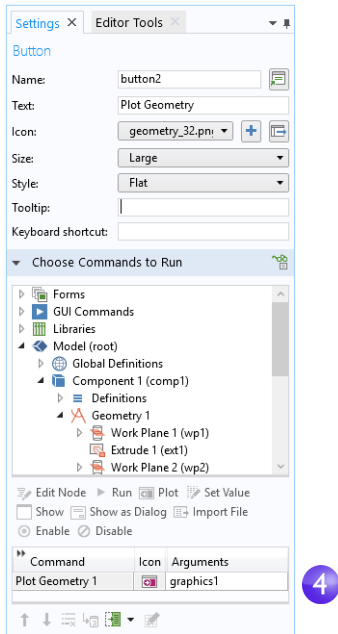 Settings Editor Tools
Button
Name: button2
Text: Plot Geometry
Icon: geometry_32.png
Size: Large
Style: Flat
Tooltip:
Keyboard shortcut:
Choose Commands to Run
Forms
GUI Commands
Libraries
Model (root)
Global Definitions
Component 1 (comp1)
Definitions
Geometry 1
Work Plane 1 (wp1)
Extrude 1 (ext1)
Work Plane 2 (wp2)
Edit Node Run Plot Set Value
Show Show as Dialog Import File
Enable Disable
Command Icon Arguments
Plot Geometry 1 graphics1
4